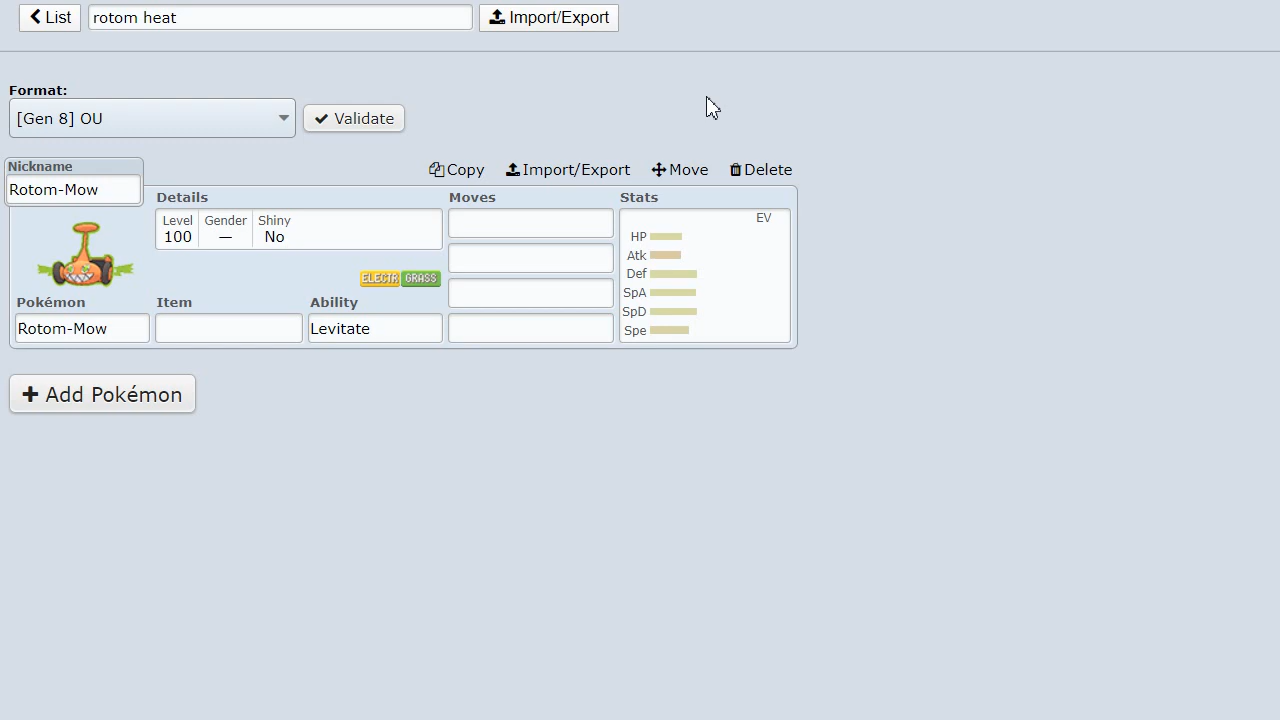 List
rotom heat
Import/Export
Format:
[Gen 8] OU
Validate
Nickname
Rotom-Mow
Copy
Import/Export
Move
Delete
Details
Moves
Stats
Level
Gender
Shiny
100
—
No
EV
HP
Atk
Def
SpA
SpD
Spe
ELECTR
GRASS
Pokémon
Item
Ability
Rotom-Mow
Levitate
Add Pokémon